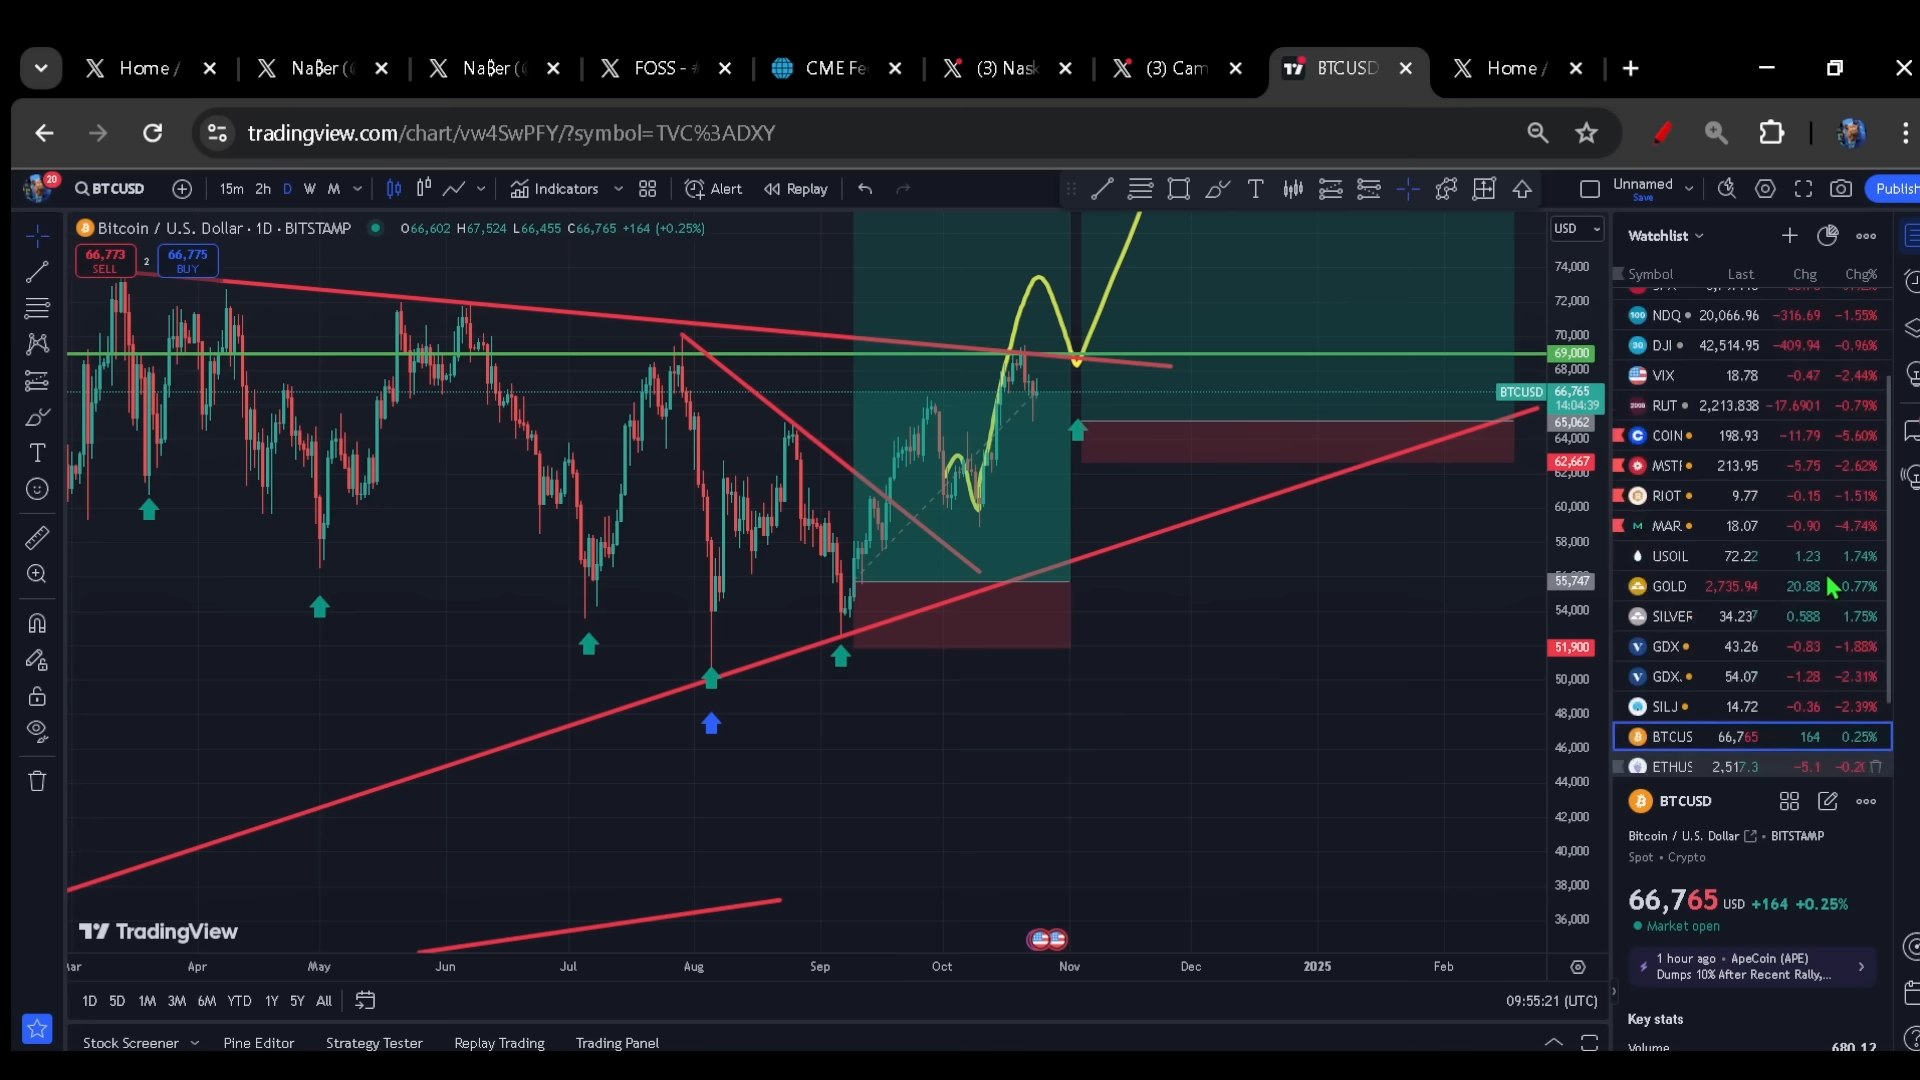 Home /
Naβer (
Naβer (
FOSS - #
CME Fe
(3) Nask
(3) Cam
BTCUSD
Home /
tradingview.com/chart/vw4SwPFY/?symbol=TVC%3ADXY
20
BTCUSD
15m 2h D W M
Indicators
Alert
Replay
Unnamed
Save
Publish
Bitcoin / U.S. Dollar · 1D · BITSTAMP
O66,602 H67,524 L66,455 C66,765 +164 (+0.25%)
66,773
SELL
2
66,775
BUY
USD
74,000
72,000
70,000
69,000
68,000
BTCUSD 66,765
14:04:39
65,062
64,000
62,667
62,000
60,000
58,000
55,747
54,000
51,900
50,000
48,000
46,000
44,000
42,000
40,000
38,000
36,000
TradingView
Apr May Jun Jul Aug Sep Oct Nov Dec 2025 Feb
1D 5D 1M 3M 6M YTD 1Y 5Y All
09:55:21 (UTC)
Stock Screener
Pine Editor
Strategy Tester
Replay Trading
Trading Panel
Watchlist
Symbol Last Chg Chg%
NDQ 20,066.96 −316.69 −1.55%
DJI 42,514.95 −409.94 −0.96%
VIX 18.78 −0.47 −2.44%
RUT 2,213.838 −17.6901 −0.79%
COIN 198.93 −11.79 −5.60%
MSTR 213.95 −5.75 −2.62%
RIOT 9.77 −0.15 −1.51%
MAR 18.07 −0.90 −4.74%
USOIL 72.22 1.23 1.74%
GOLD 2,735.94 20.88 0.77%
SILVER 34.237 0.588 1.75%
GDX 43.26 −0.83 −1.88%
GDX. 54.07 −1.28 −2.31%
SILJ 14.72 −0.36 −2.39%
BTCUS 66,765 164 0.25%
ETHUS 2,517.3 −5.1 −0.20
BTCUSD
Bitcoin / U.S. Dollar • BITSTAMP
Spot • Crypto
66,765 USD +164 +0.25%
Market open
1 hour ago • ApeCoin (APE)
Dumps 10% After Recent Rally,...
Key stats
Volume 680.12